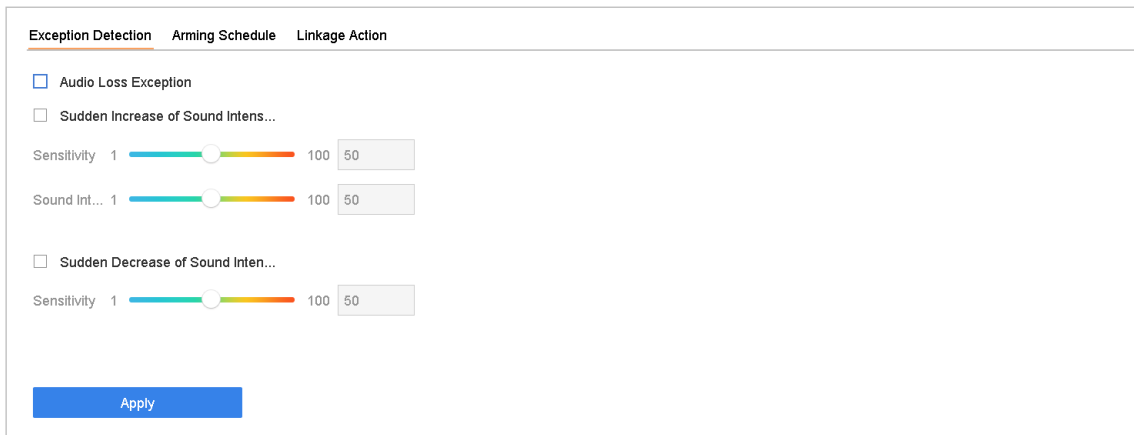 Exception Detection Arming Schedule Linkage Action
Audio Loss Exception
Sudden Increase of Sound Intens...
Sensitivity 1 100 50
Sound Int... 1 100 50
Sudden Decrease of Sound Inten...
Sensitivity 1 100 50
Apply